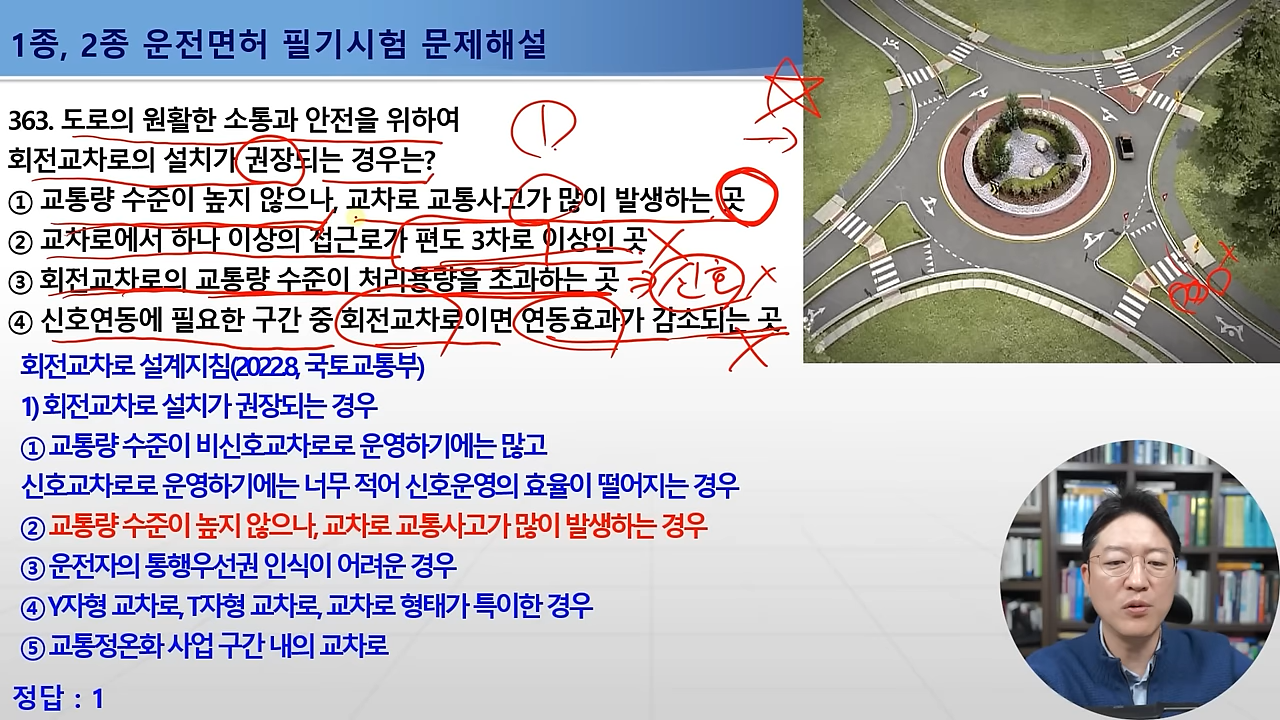 1종, 2종 운전면허 필기시험 문제해설
363. 도로의 원활한 소통과 안전을 위하여
회전교차로의 설치가 권장되는 경우는?
① 교통량 수준이 높지 않으나, 교차로 교통사고가 많이 발생하는 곳
② 교차로에서 하나 이상의 접근로가 편도 3차로 이상인 곳
③ 회전교차로의 교통량 수준이 처리용량을 초과하는 곳
신호
④ 신호연동에 필요한 구간 중 회전교차로이면 연동효과가 감소되는 곳
회전교차로 설계지침(2022.8, 국토교통부)
1) 회전교차로 설치가 권장되는 경우
① 교통량 수준이 비신호교차로로 운영하기에는 많고
신호교차로로 운영하기에는 너무 적어 신호운영의 효율이 떨어지는 경우
② 교통량 수준이 높지 않으나, 교차로 교통사고가 많이 발생하는 경우
③ 운전자의 통행우선권 인식이 어려운 경우
④ Y자형 교차로, T자형 교차로, 교차로 형태가 특이한 경우
⑤ 교통정온화 사업 구간 내의 교차로
정답 : 1
①